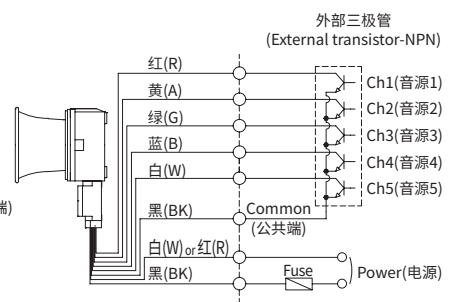 外部三极管
(External transistor-NPN)
红(R)
Ch1(音源1)
黄(A)
Ch2(音源2)
绿(G)
Ch3(音源3)
蓝(B)
Ch4(音源4)
白(W)
Ch5(音源5)
端)
黑(BK)
Common
(公共端)
白(W)or红(R)
黑(BK)
Fuse
Power(电源)